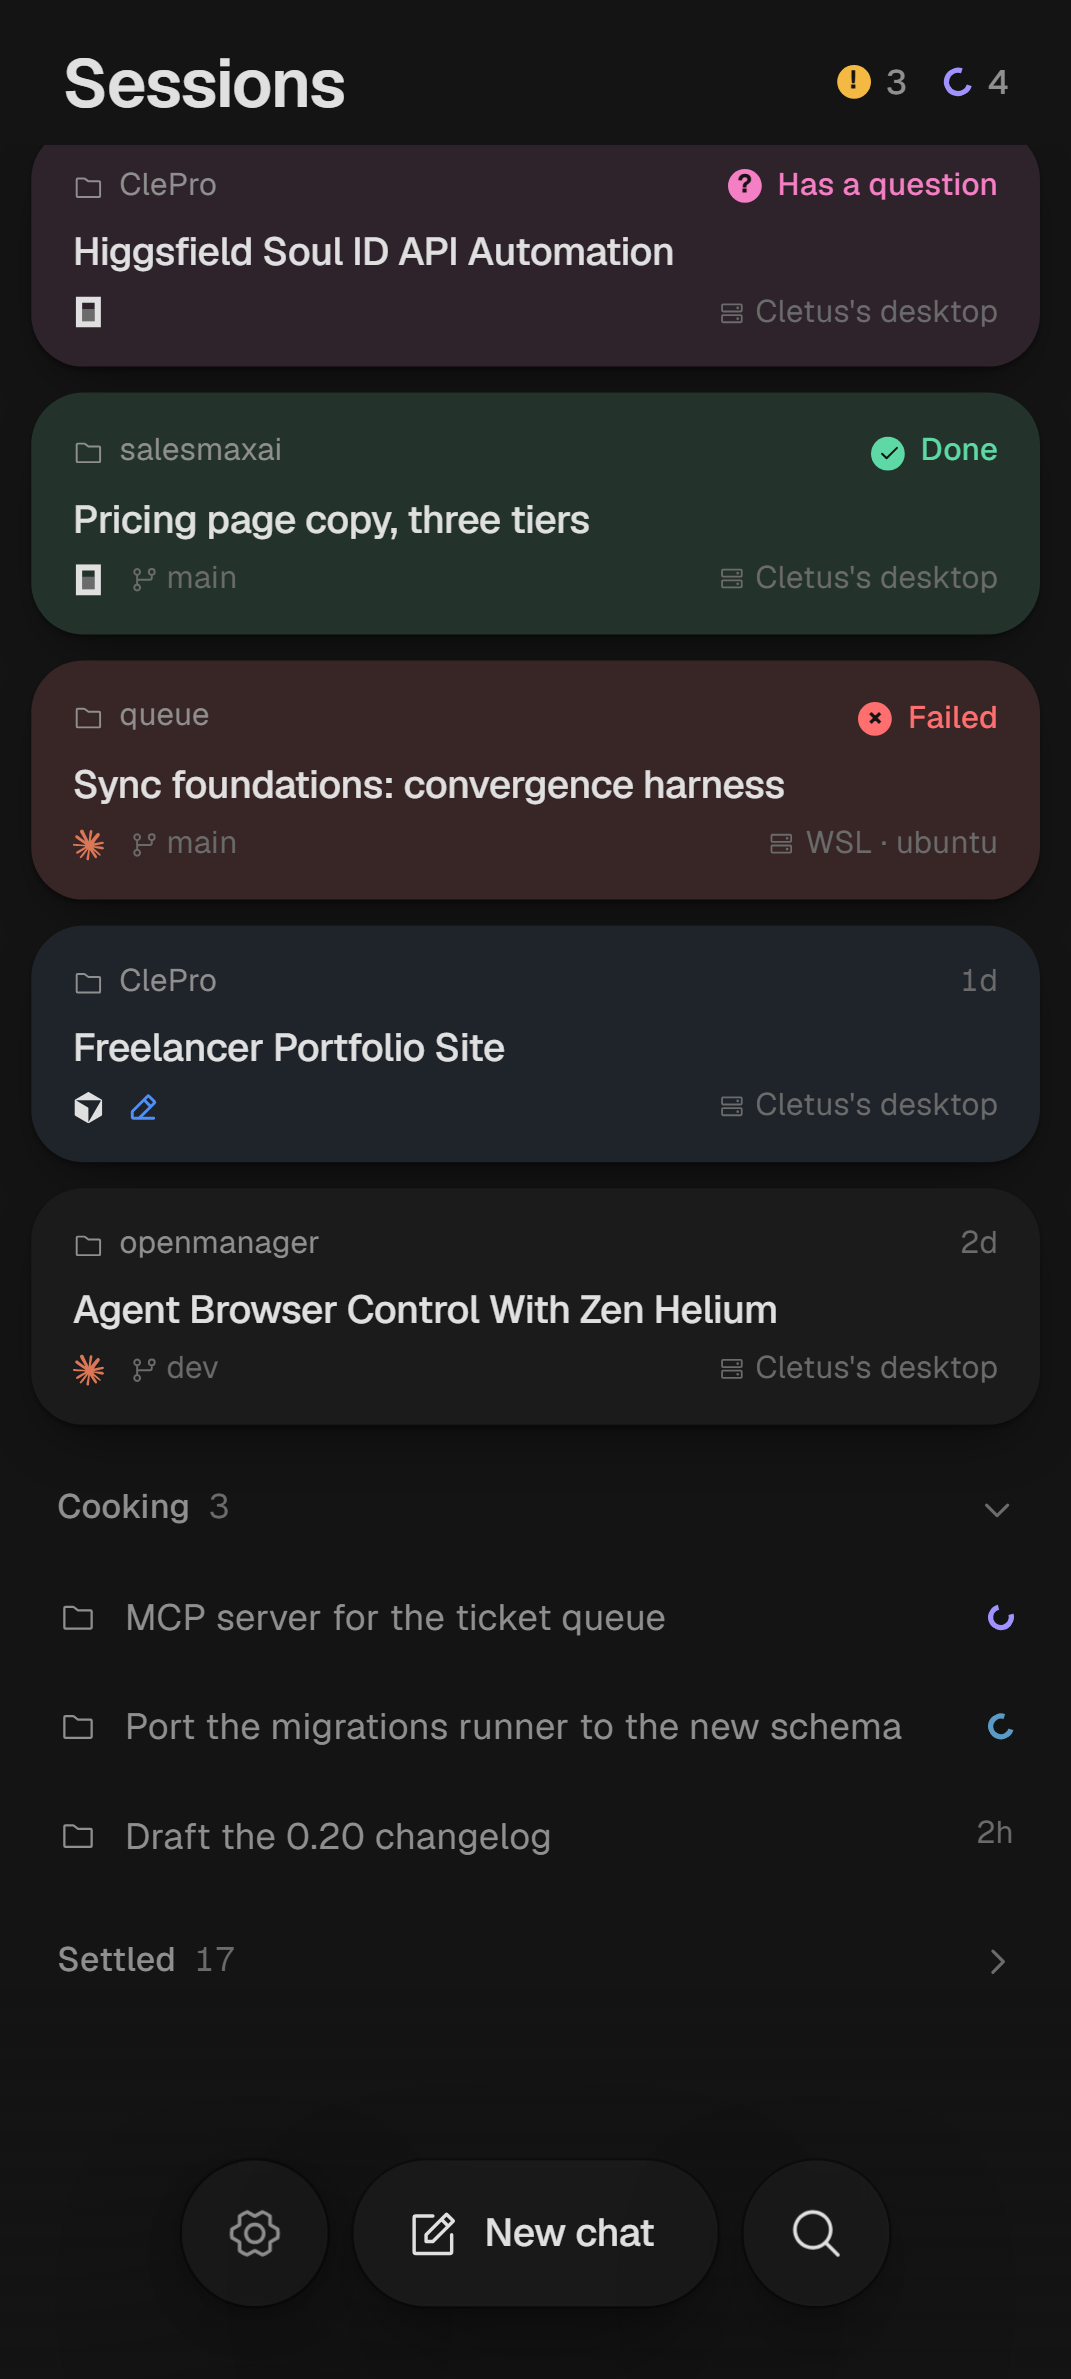 Sessions
3 4
ClePro Has a question
Higgsfield Soul ID API Automation
Cletus's desktop
salesmaxai Done
Pricing page copy, three tiers
main Cletus's desktop
queue Failed
Sync foundations: convergence harness
main WSL · ubuntu
ClePro 1d
Freelancer Portfolio Site
Cletus's desktop
openmanager 2d
Agent Browser Control With Zen Helium
dev Cletus's desktop
Cooking 3
MCP server for the ticket queue
Port the migrations runner to the new schema
Draft the 0.20 changelog 2h
Settled 17
New chat